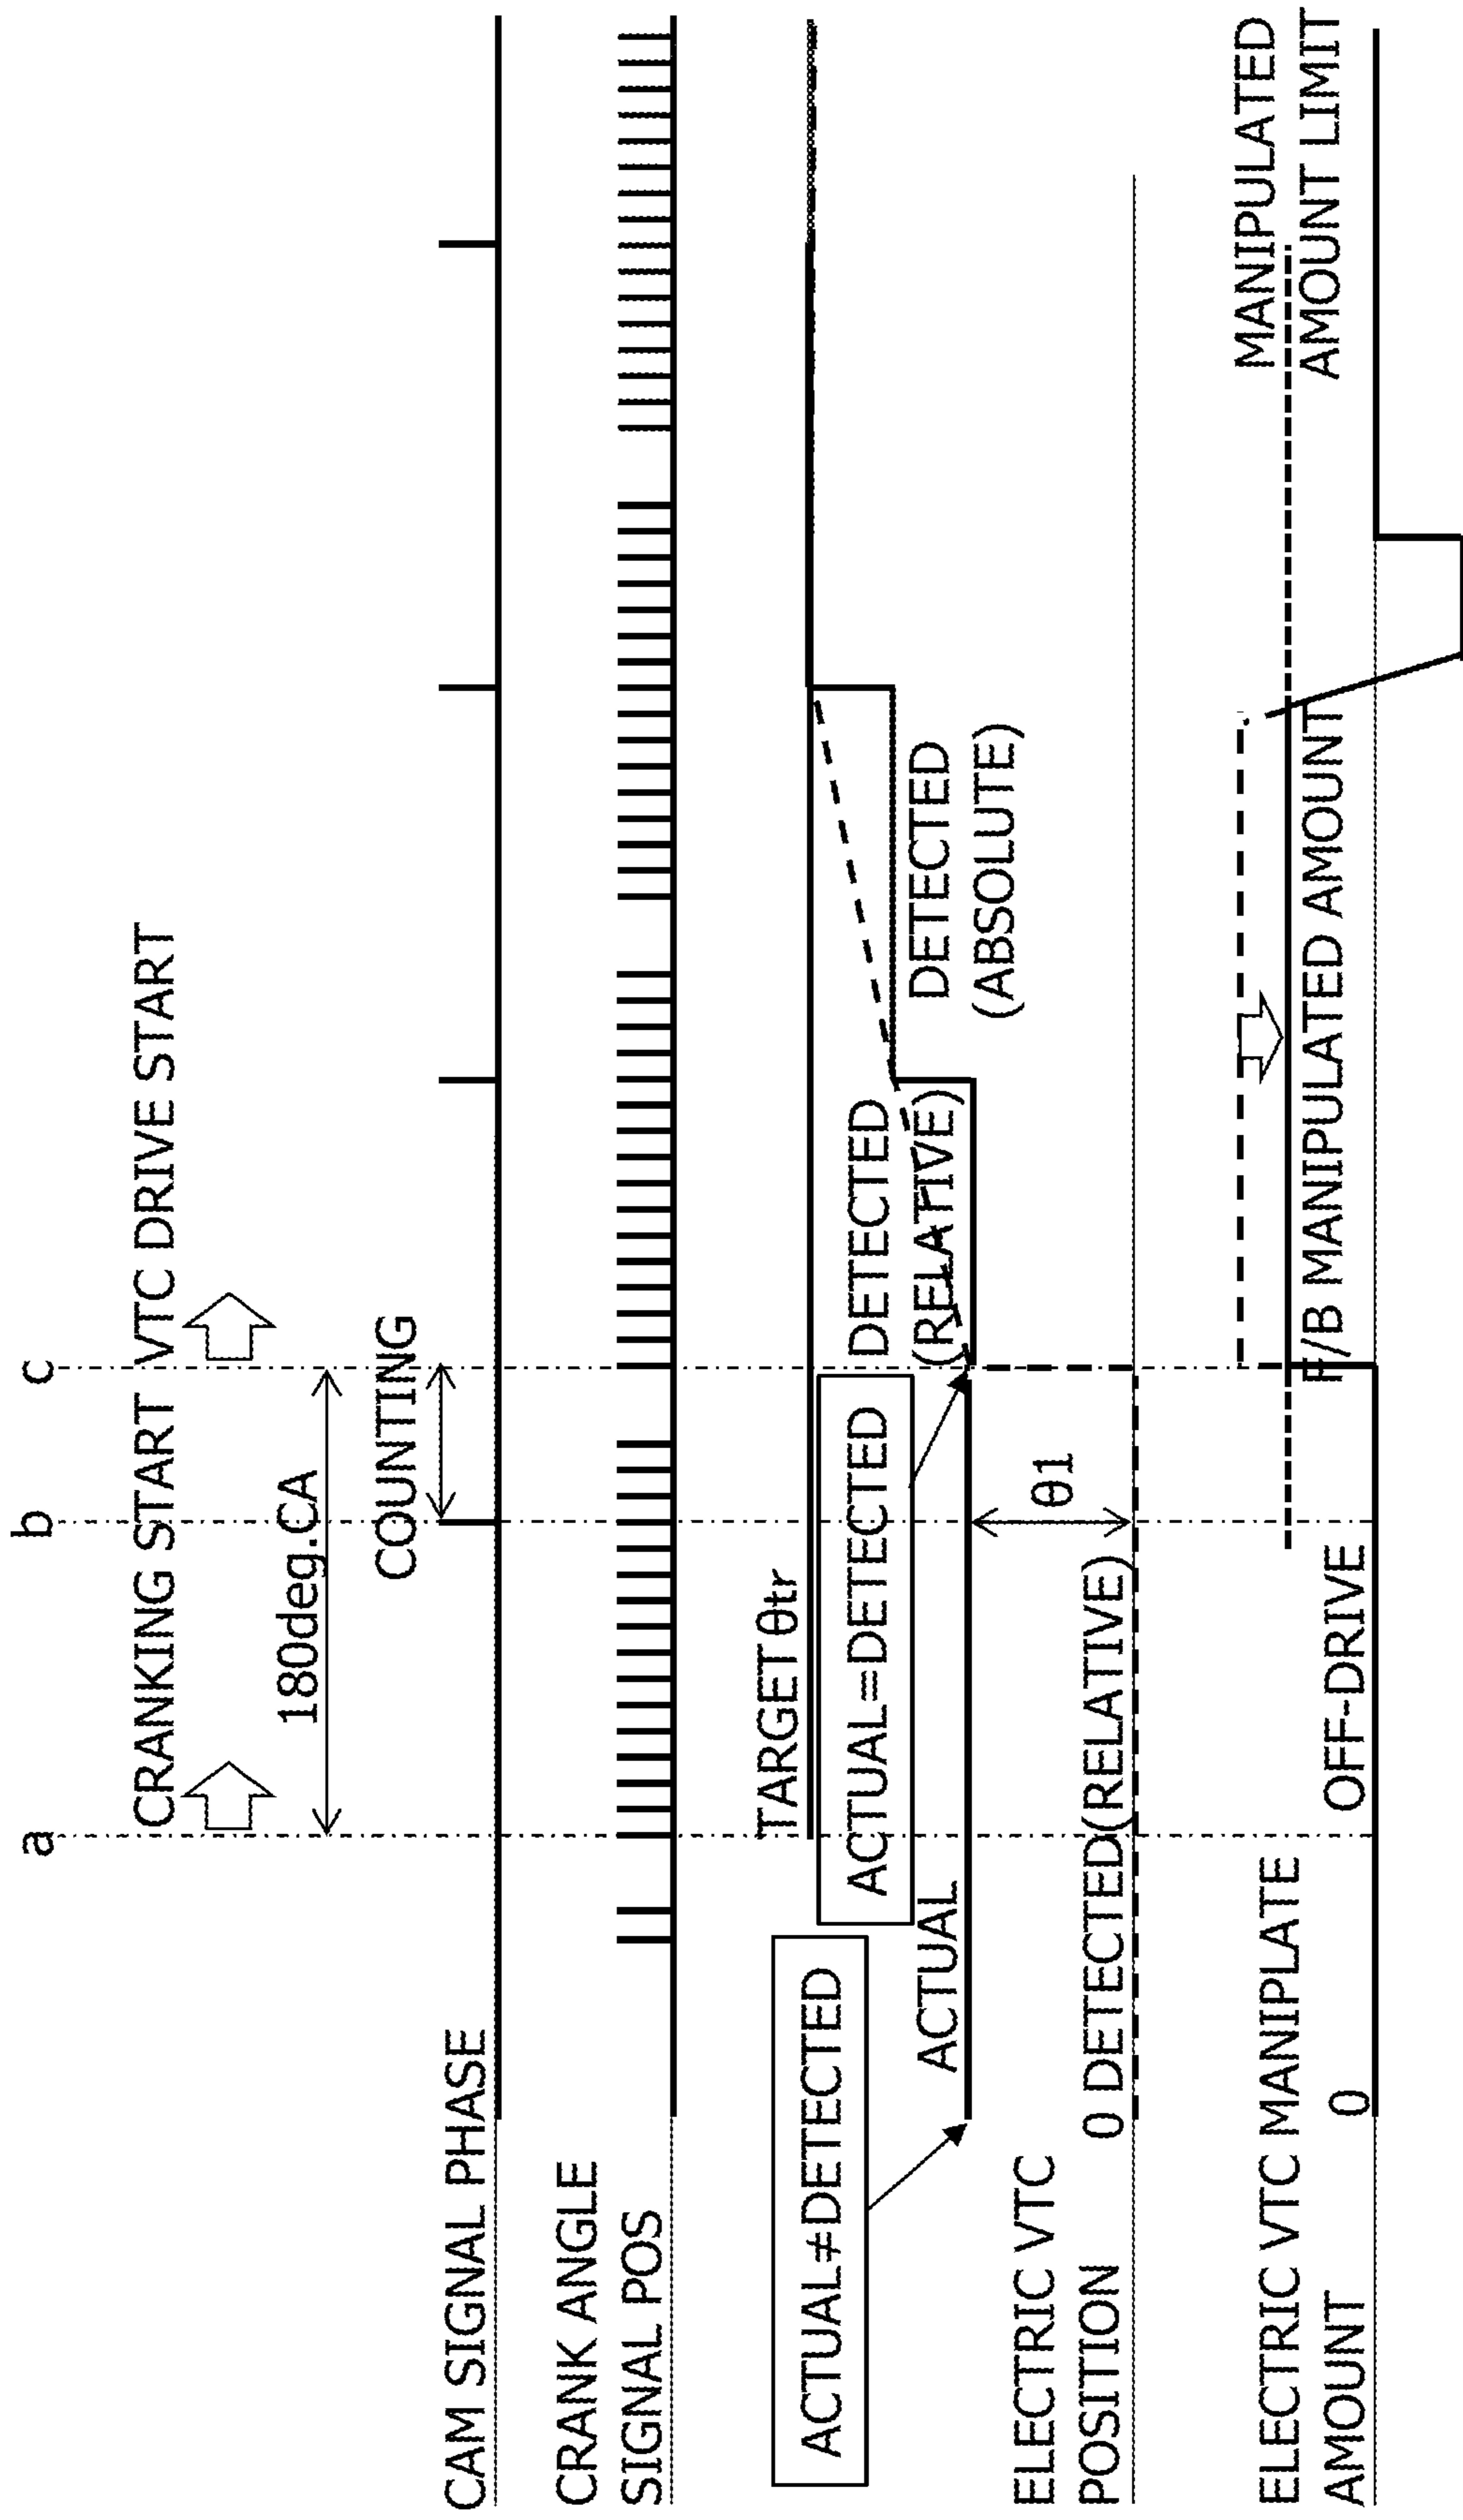 a
b
c
CRANKING START
VTC DRIVE START
180deg.CA
COUNTING
CAM SIGNAL PHASE
CRANK ANGLE
SIGNAL POS
TARGET θtr
ACTUAL≠DETECTED
ACTUAL=DETECTED
ACTUAL
DETECTED
(RELATIVE)
DETECTED
(ABSOLUTE)
θ1
ELECTRIC VTC
POSITION
0
DETECTED(RELATIVE)
MANIPULATED
AMOUNT LIMIT
ELECTRIC VTC MANIPLATE
AMOUNT
0
OFF-DRIVE
F/B MANIPULATED AMOUNT